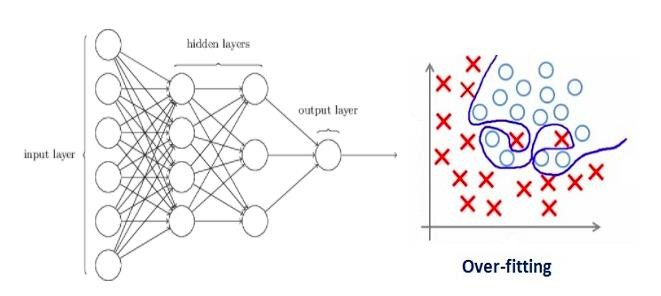 hidden layers
output layer
input layer
Over-fitting